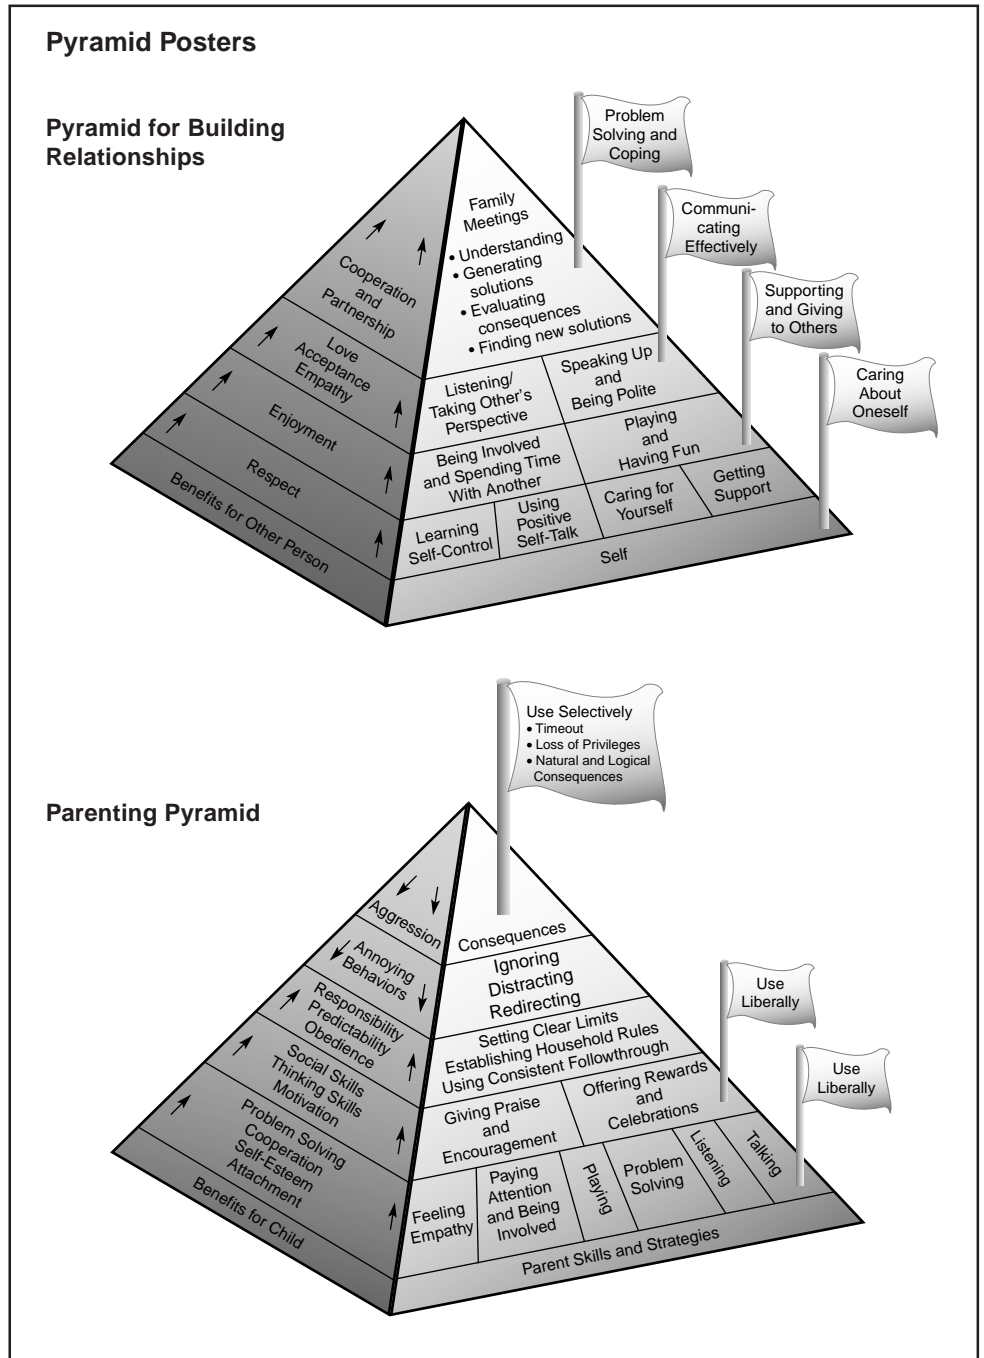 Pyramid Posters
Pyramid for Building
Relationships
Problem
Solving and
Coping
Communi-
cating
Effectively
Supporting
and Giving
to Others
Caring
About
Oneself
Cooperation
and
Partnership
Love
Acceptance
Empathy
Enjoyment
Respect
Benefits for Other Person
Family
Meetings
• Understanding
• Generating
solutions
• Evaluating
consequences
• Finding new solutions
Listening/
Taking Other's
Perspective
Speaking Up
and
Being Polite
Being Involved
and Spending Time
With Another
Playing
and
Having Fun
Learning
Self-Control
Using
Positive
Self-Talk
Caring for
Yourself
Getting
Support
Self
Parenting Pyramid
Use Selectively
• Timeout
• Loss of Privileges
• Natural and Logical
Consequences
Use
Liberally
Use
Liberally
Aggression
Annoying
Behaviors
Responsibility
Predictability
Obedience
Social Skills
Thinking Skills
Motivation
Problem Solving
Cooperation
Self-Esteem
Attachment
Benefits for Child
Consequences
Ignoring
Distracting
Redirecting
Setting Clear Limits
Establishing Household Rules
Using Consistent Followthrough
Giving Praise
and
Encouragement
Offering Rewards
and
Celebrations
Feeling
Empathy
Paying
Attention
and Being
Involved
Playing
Problem
Solving
Listening
Talking
Parent Skills and Strategies